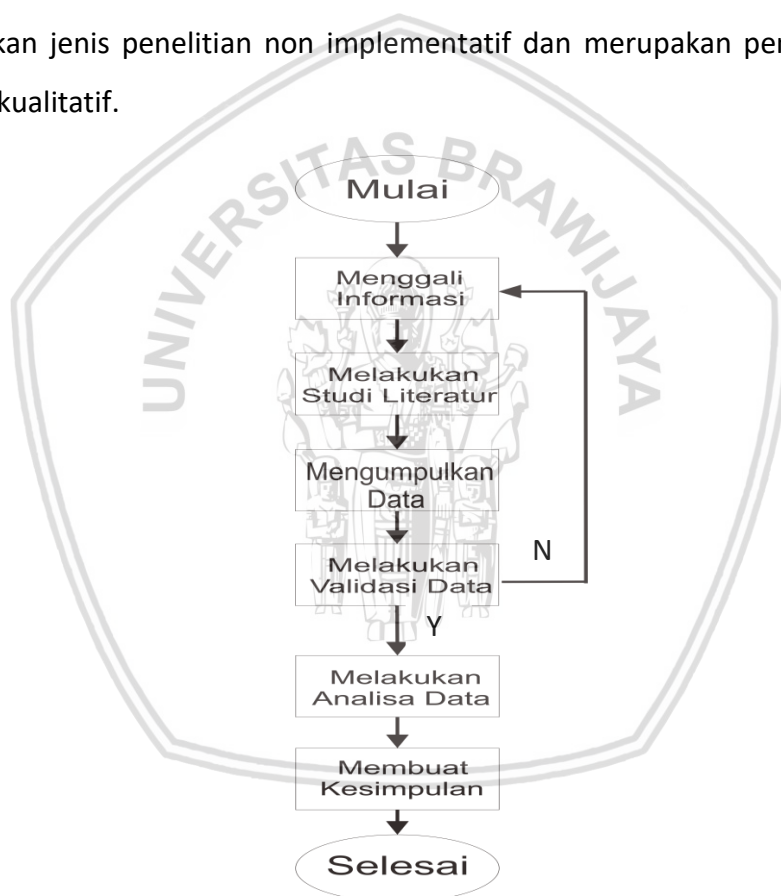 kan jenis penelitian non implementatif dan merupakan per
kualitatif.
UNIVERSITAS BRAWIJAYA
Mulai
Menggali
Informasi
Melakukan
Studi Literatur
Mengumpulkan
Data
Melakukan
Validasi Data
N
Y
Melakukan
Analisa Data
Membuat
Kesimpulan
Selesai